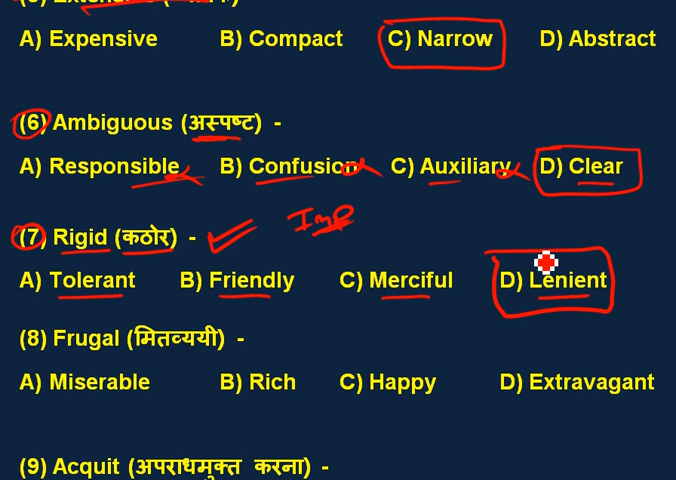 A) Expensive B) Compact C) Narrow D) Abstract
(6) Ambiguous (अस्पष्ट) -
A) Responsible B) Confusion C) Auxiliary D) Clear
(7) Rigid (कठोर) - Imp
A) Tolerant B) Friendly C) Merciful D) Lenient
(8) Frugal (मितव्ययी) -
A) Miserable B) Rich C) Happy D) Extravagant
(9) Acquit (अपराधमुक्त करना) -